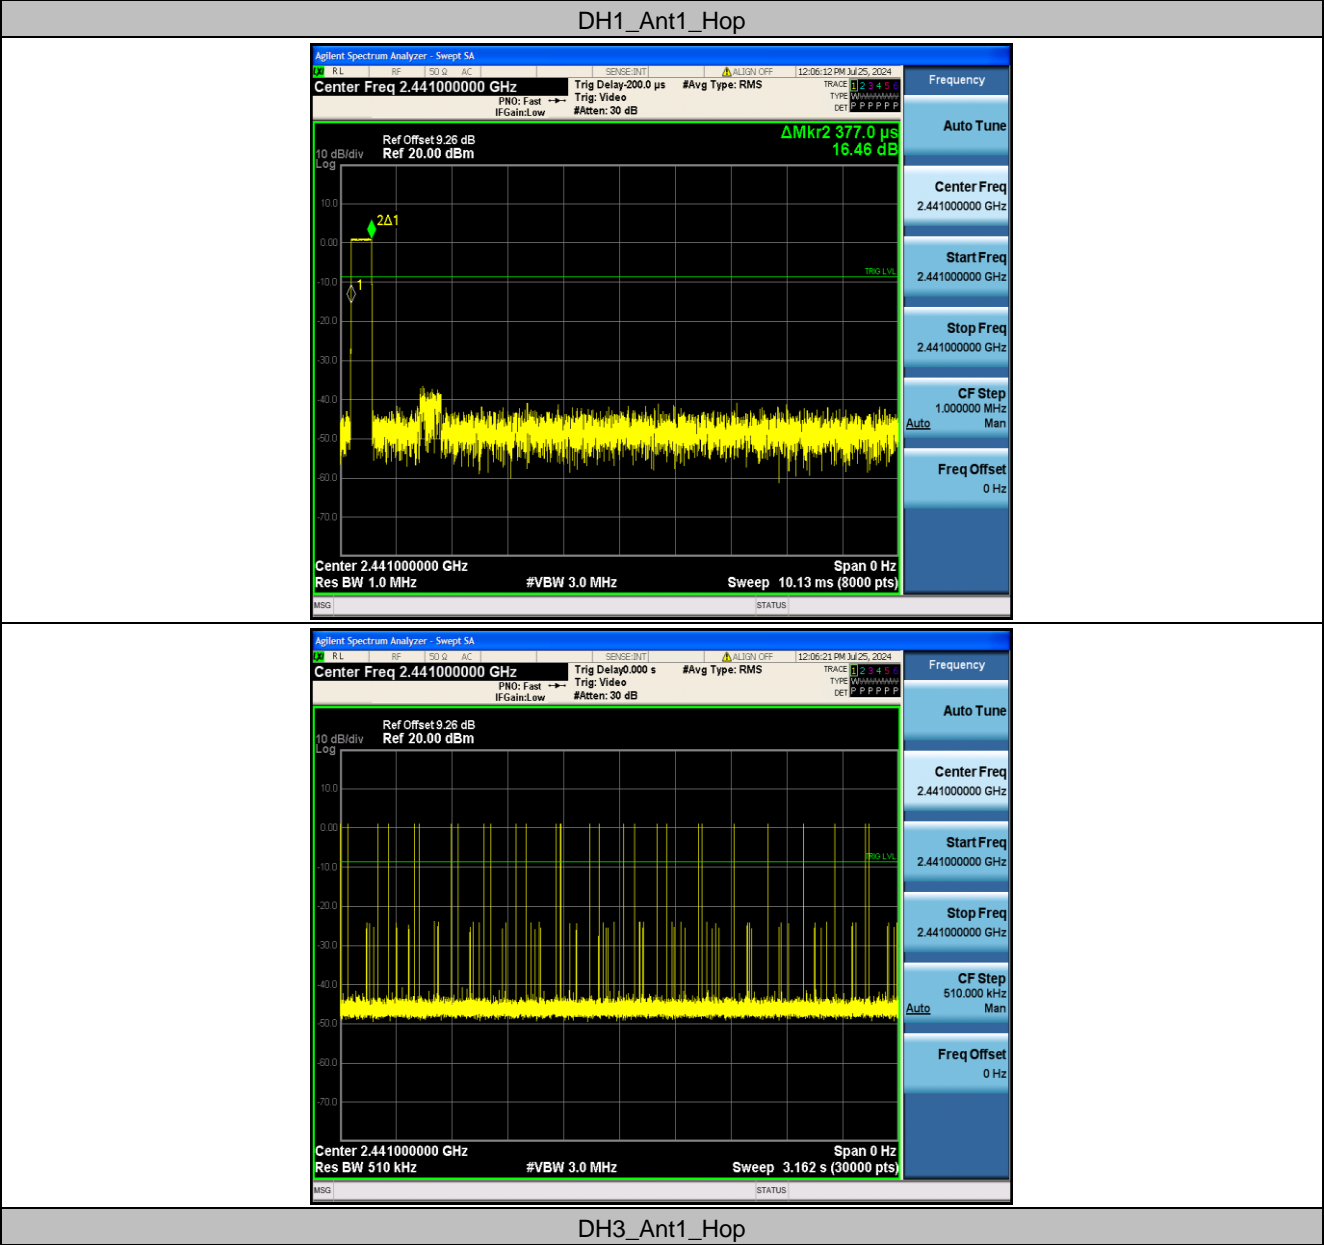 DH1_Ant1_Hop
Agilent Spectrum Analyzer - Swept SA
RL RF 50 Ω AC SENSE:INT ALIGN OFF 12:06:12 PM Jul 25, 2024
Center Freq 2.441000000 GHz
PNO: Fast
IFGain:Low
Trig Delay-200.0 µs
Trig: Video
#Atten: 30 dB
#Avg Type: RMS
TRACE 1 2 3 4 5 6
TYPE W
DET P P P P P P
Ref Offset 9.26 dB
10 dB/div Ref 20.00 dBm
Log
ΔMkr2 377.0 µs
16.46 dB
10.0
0.00
-10.0
-20.0
-30.0
-40.0
-50.0
-60.0
-70.0
2Δ1
1
TRIG LVL
Center 2.441000000 GHz Span 0 Hz
Res BW 1.0 MHz #VBW 3.0 MHz Sweep 10.13 ms (8000 pts)
MSG STATUS
Frequency
Auto Tune
Center Freq
2.441000000 GHz
Start Freq
2.441000000 GHz
Stop Freq
2.441000000 GHz
CF Step
1.000000 MHz
Auto Man
Freq Offset
0 Hz
Agilent Spectrum Analyzer - Swept SA
RL RF 50 Ω AC SENSE:INT ALIGN OFF 12:06:21 PM Jul 25, 2024
Center Freq 2.441000000 GHz
PNO: Fast
IFGain:Low
Trig Delay0.000 s
Trig: Video
#Atten: 30 dB
#Avg Type: RMS
TRACE 1 2 3 4 5 6
TYPE W
DET P P P P P P
Ref Offset 9.26 dB
10 dB/div Ref 20.00 dBm
Log
10.0
0.00
-10.0
-20.0
-30.0
-40.0
-50.0
-60.0
-70.0
TRIG LVL
Center 2.441000000 GHz Span 0 Hz
Res BW 510 kHz #VBW 3.0 MHz Sweep 3.162 s (30000 pts)
MSG STATUS
Frequency
Auto Tune
Center Freq
2.441000000 GHz
Start Freq
2.441000000 GHz
Stop Freq
2.441000000 GHz
CF Step
510.000 kHz
Auto Man
Freq Offset
0 Hz
DH3_Ant1_Hop